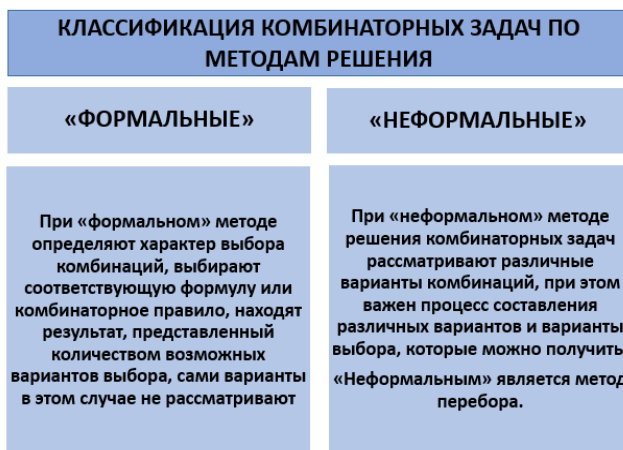 КЛАССИФИКАЦИЯ КОМБИНАТОРНЫХ ЗАДАЧ ПО
МЕТОДАМ РЕШЕНИЯ
«ФОРМАЛЬНЫЕ»
«НЕФОРМАЛЬНЫЕ»
При «формальном» методе
определяют характер выбора
комбинаций, выбирают
соответствующую формулу или
комбинаторное правило, находят
результат, представленный
количеством возможных
вариантов выбора, сами варианты
в этом случае не рассматривают
При «неформальном» методе
решения комбинаторных задач
рассматривают различные
варианты комбинаций, при этом
важен процесс составления
различных вариантов и варианты
выбора, которые можно получить
«Неформальным» является метод
перебора.